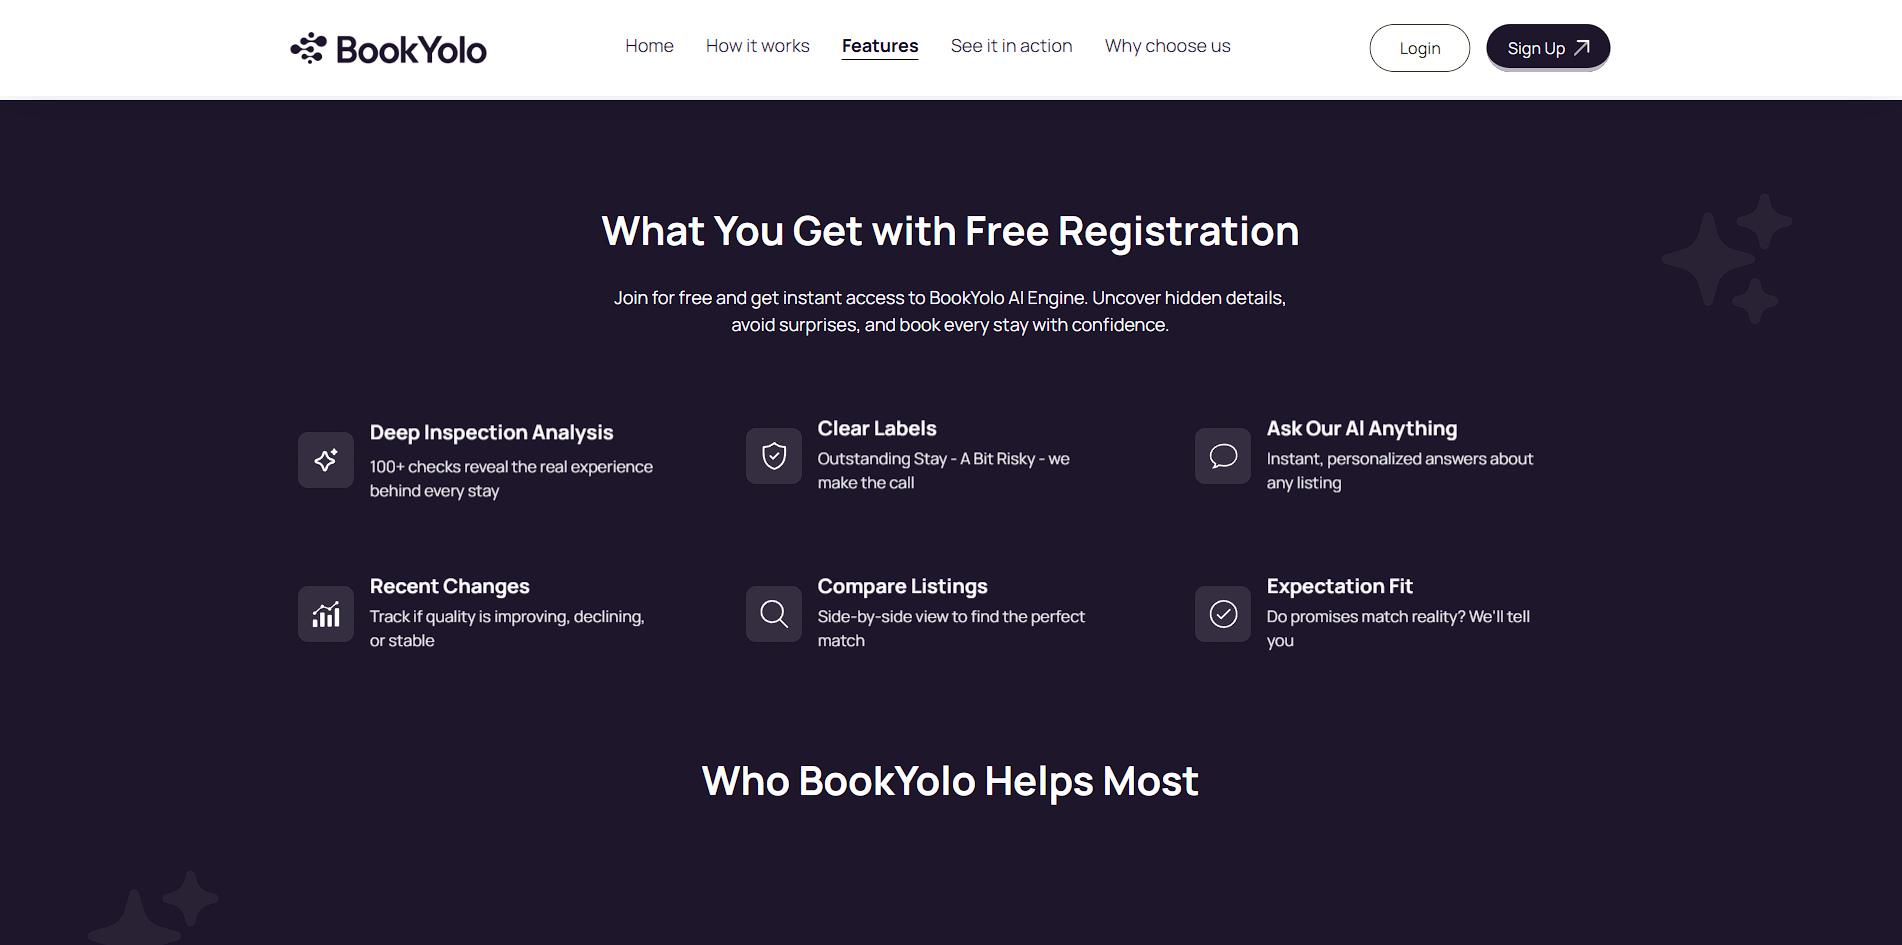 BookYolo
Home
How it works
Features
See it in action
Why choose us
Login
Sign Up
What You Get with Free Registration
Join for free and get instant access to BookYolo AI Engine. Uncover hidden details,
avoid surprises, and book every stay with confidence.
Deep Inspection Analysis
100+ checks reveal the real experience
behind every stay
Clear Labels
Outstanding Stay - A Bit Risky - we
make the call
Ask Our AI Anything
Instant, personalized answers about
any listing
Recent Changes
Track if quality is improving, declining,
or stable
Compare Listings
Side-by-side view to find the perfect
match
Expectation Fit
Do promises match reality? We'll tell
you
Who BookYolo Helps Most